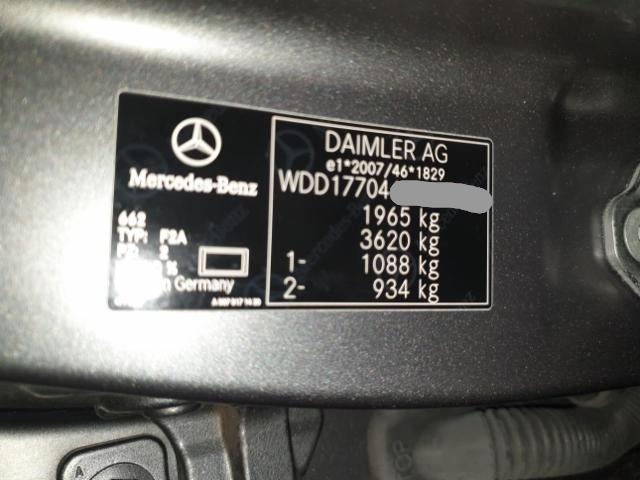 Mercedes-Benz
662
TYP: F2A
2
%
Germany
DAIMLER AG
e1*2007/46*1829
WDD17704
1965 kg
3620 kg
1- 1088 kg
2- 934 kg